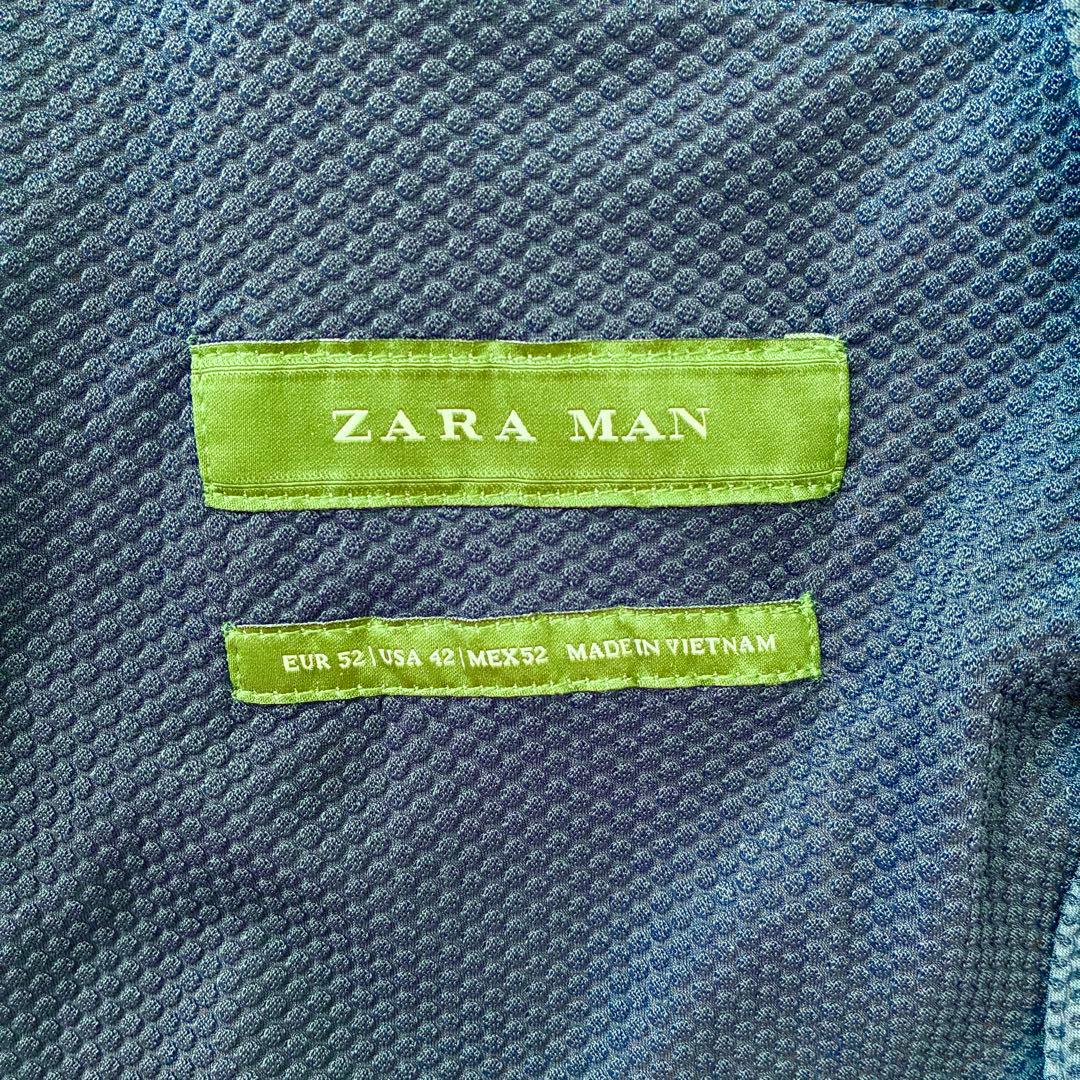 ZARA MAN
EUR 52 | USA 42 | MEX52 MADE IN VIETNAM